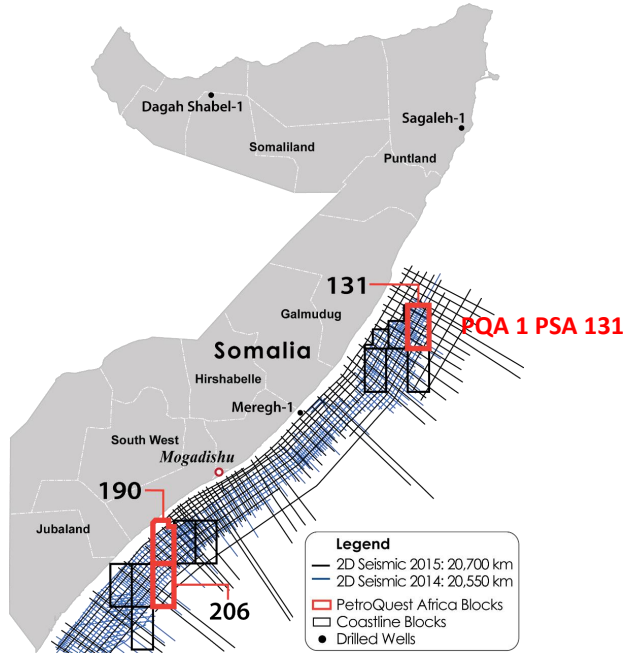 Dagah Shabel-1
Sagaleh-1
Somaliland
Puntland
131
PQA 1 PSA 131
Galmudug
Somalia
Hirshabelle
Meregh-1
South West
Mogadishu
190
Jubaland
206
Legend
2D Seismic 2015: 20,700 km
2D Seismic 2014: 20,550 km
PetroQuest Africa Blocks
Coastline Blocks
Drilled Wells